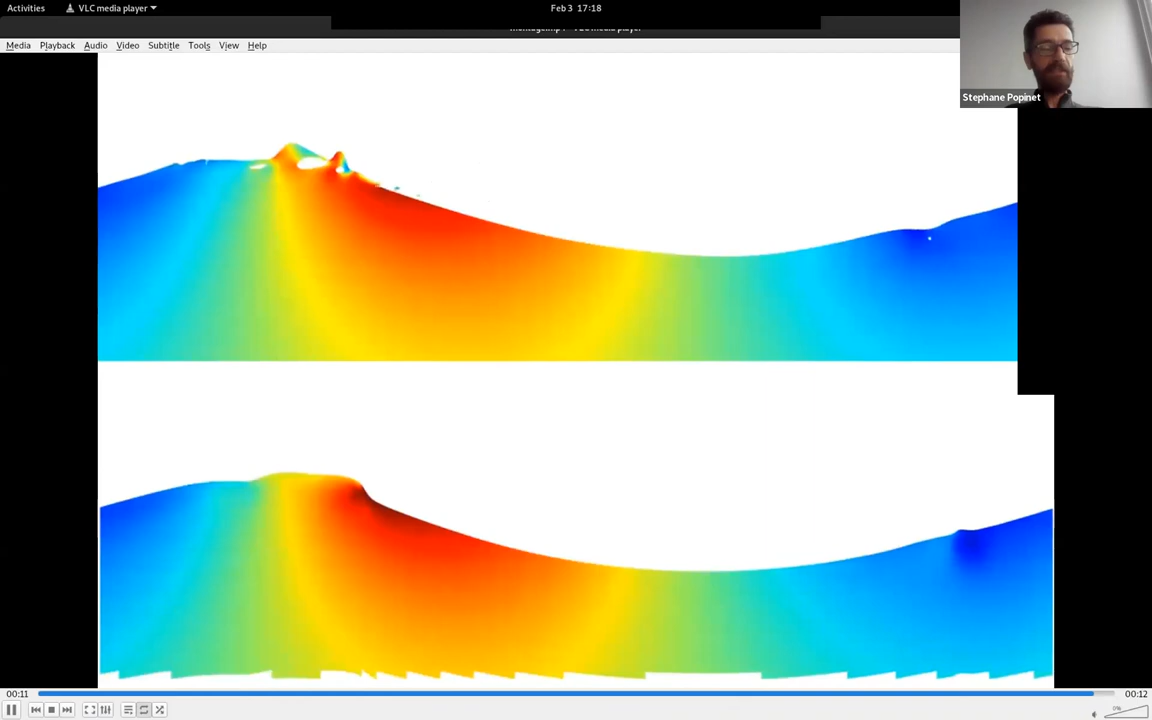 Activities VLC media player Feb 3 17:18
Media Playback Audio Video Subtitle Tools View Help
Stephane Popinet
00:11 00:12
0%